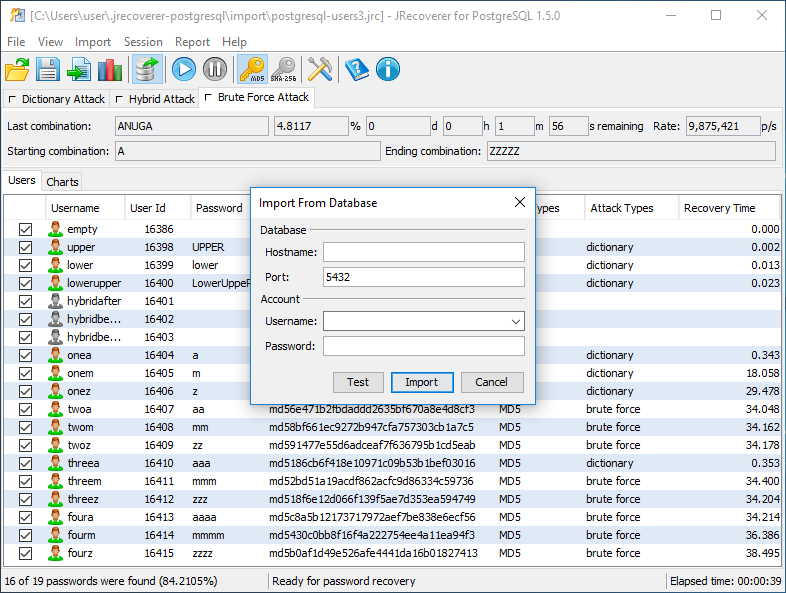 [C:\Users\user\.jrecoverer-postgresql\import\postgresql-users3.jrc] - JRecoverer for PostgreSQL 1.5.0
File View Import Session Report Help
MD5 SHA-256
Dictionary Attack Hybrid Attack Brute Force Attack
Last combination: ANUGA 4.8117 % 0 d 0 h 1 m 56 s remaining Rate: 9,875,421 p/s
Starting combination: A Ending combination: ZZZZZ
Users Charts
Username User Id Password Types Attack Types Recovery Time
empty 16386 0.000
upper 16398 UPPER dictionary 0.002
lower 16399 lower dictionary 0.013
lowerupper 16400 LowerUpper dictionary 0.023
hybridafter 16401
hybridbe... 16402
hybridbe... 16403
onea 16404 a dictionary 0.343
onem 16405 m dictionary 18.058
onez 16406 z dictionary 29.478
twoa 16407 aa md56e471b2fbdaddd2635bf670a8e4d8cf3 MD5 brute force 34.048
twom 16408 mm md58bf661ec9272b947cfa757303cb1a7c5 MD5 brute force 34.162
twoz 16409 zz md591477e55d6adceaf7f636795b1cd5eab MD5 brute force 34.178
threea 16410 aaa md5186cb6f418e10971c09b53b1bef03016 MD5 dictionary 0.353
threem 16411 mmm md52bd51a19acdf862acfc9d86334c59736 MD5 brute force 34.400
threez 16412 zzz md518f6e12d066f139f5ae7d353ea594749 MD5 brute force 34.204
foura 16413 aaaa md5c8a5b12173717972aef7be838e6ecf56 MD5 brute force 34.214
fourm 16414 mmmm md5430c0bb8f16f4a222754ee4a11ea94f3 MD5 brute force 36.386
fourz 16415 zzzz md5b0af1d49e526afe4441da16b01827413 MD5 brute force 38.495
Import From Database
Database
Hostname:
Port: 5432
Account
Username:
Password:
Test Import Cancel
16 of 19 passwords were found (84.2105%) Ready for password recovery Elapsed time: 00:00:39